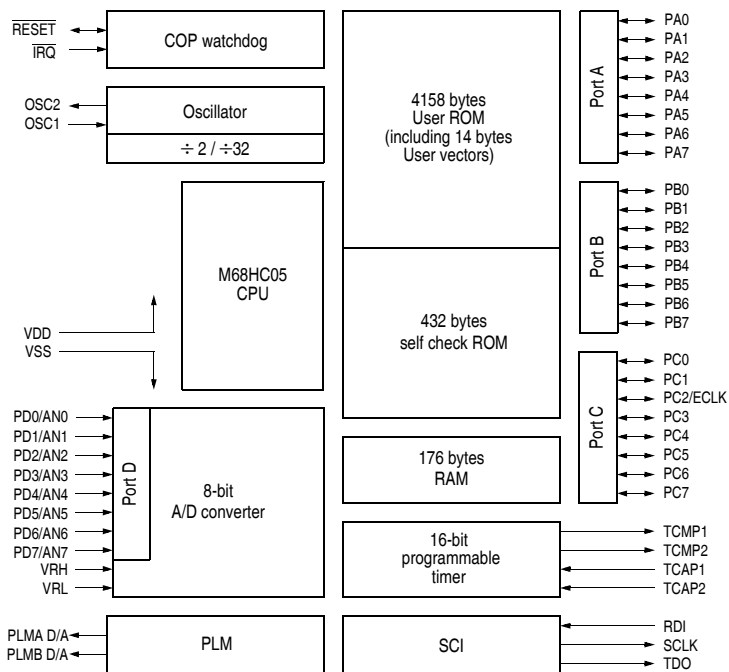 RESET
IRQ
COP watchdog
OSC2
OSC1
Oscillator
÷ 2 / ÷32
M68HC05
CPU
VDD
VSS
PD0/AN0
PD1/AN1
PD2/AN2
PD3/AN3
PD4/AN4
PD5/AN5
PD6/AN6
PD7/AN7
VRH
VRL
Port D
8-bit
A/D converter
PLMA D/A
PLMB D/A
PLM
4158 bytes
User ROM
(including 14 bytes
User vectors)
432 bytes
self check ROM
176 bytes
RAM
16-bit
programmable
timer
SCI
Port A
PA0
PA1
PA2
PA3
PA4
PA5
PA6
PA7
Port B
PB0
PB1
PB2
PB3
PB4
PB5
PB6
PB7
Port C
PC0
PC1
PC2/ECLK
PC3
PC4
PC5
PC6
PC7
TCMP1
TCMP2
TCAP1
TCAP2
RDI
SCLK
TDO